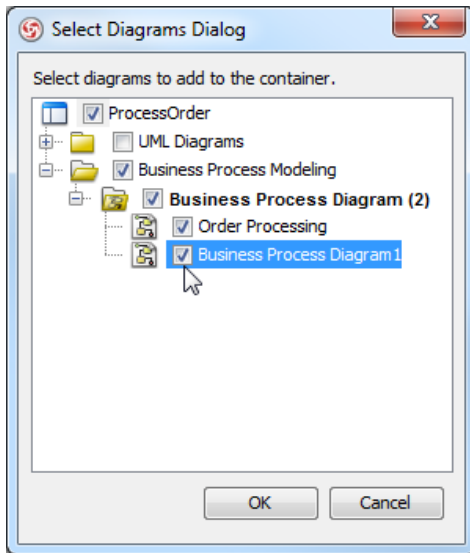 Select Diagrams Dialog
Select diagrams to add to the container.
ProcessOrder
UML Diagrams
Business Process Modeling
Business Process Diagram (2)
Order Processing
Business Process Diagram1
OK Cancel